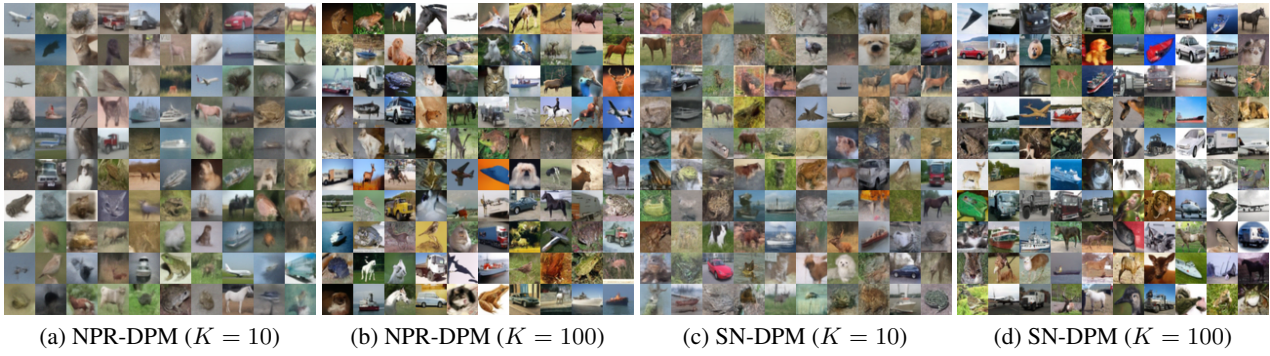 (a) NPR-DPM (K = 10) (b) NPR-DPM (K = 100) (c) SN-DPM (K = 10) (d) SN-DPM (K = 100)